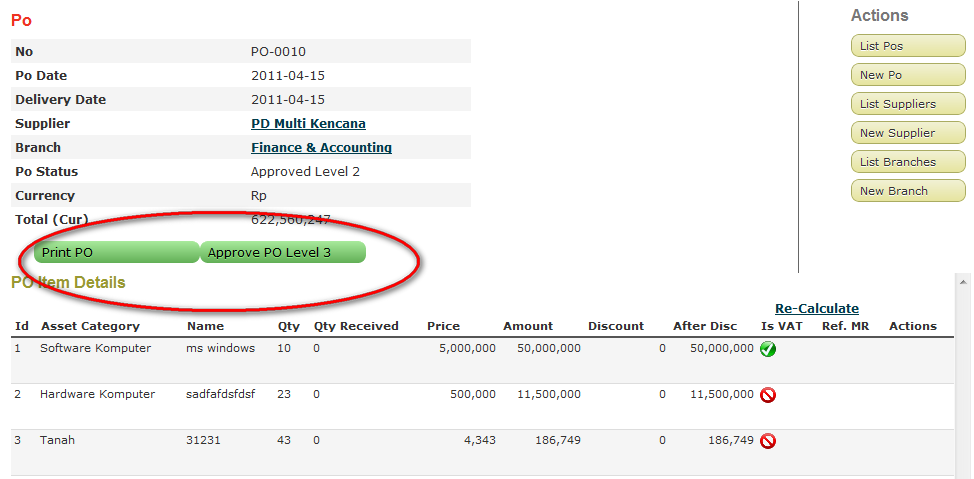 Po
No PO-0010
Po Date 2011-04-15
Delivery Date 2011-04-15
Supplier PD Multi Kencana
Branch Finance & Accounting
Po Status Approved Level 2
Currency Rp
Total (Cur) 622,560,247
Print PO Approve PO Level 3
Actions
List Pos
New Po
List Suppliers
New Supplier
List Branches
New Branch
PO Item Details
Re-Calculate
Id Asset Category Name Qty Qty Received Price Amount Discount After Disc Is VAT Ref. MR Actions
1 Software Komputer ms windows 10 0 5,000,000 50,000,000 0 50,000,000
2 Hardware Komputer sadfafdsfdsf 23 0 500,000 11,500,000 0 11,500,000
3 Tanah 31231 43 0 4,343 186,749 0 186,749